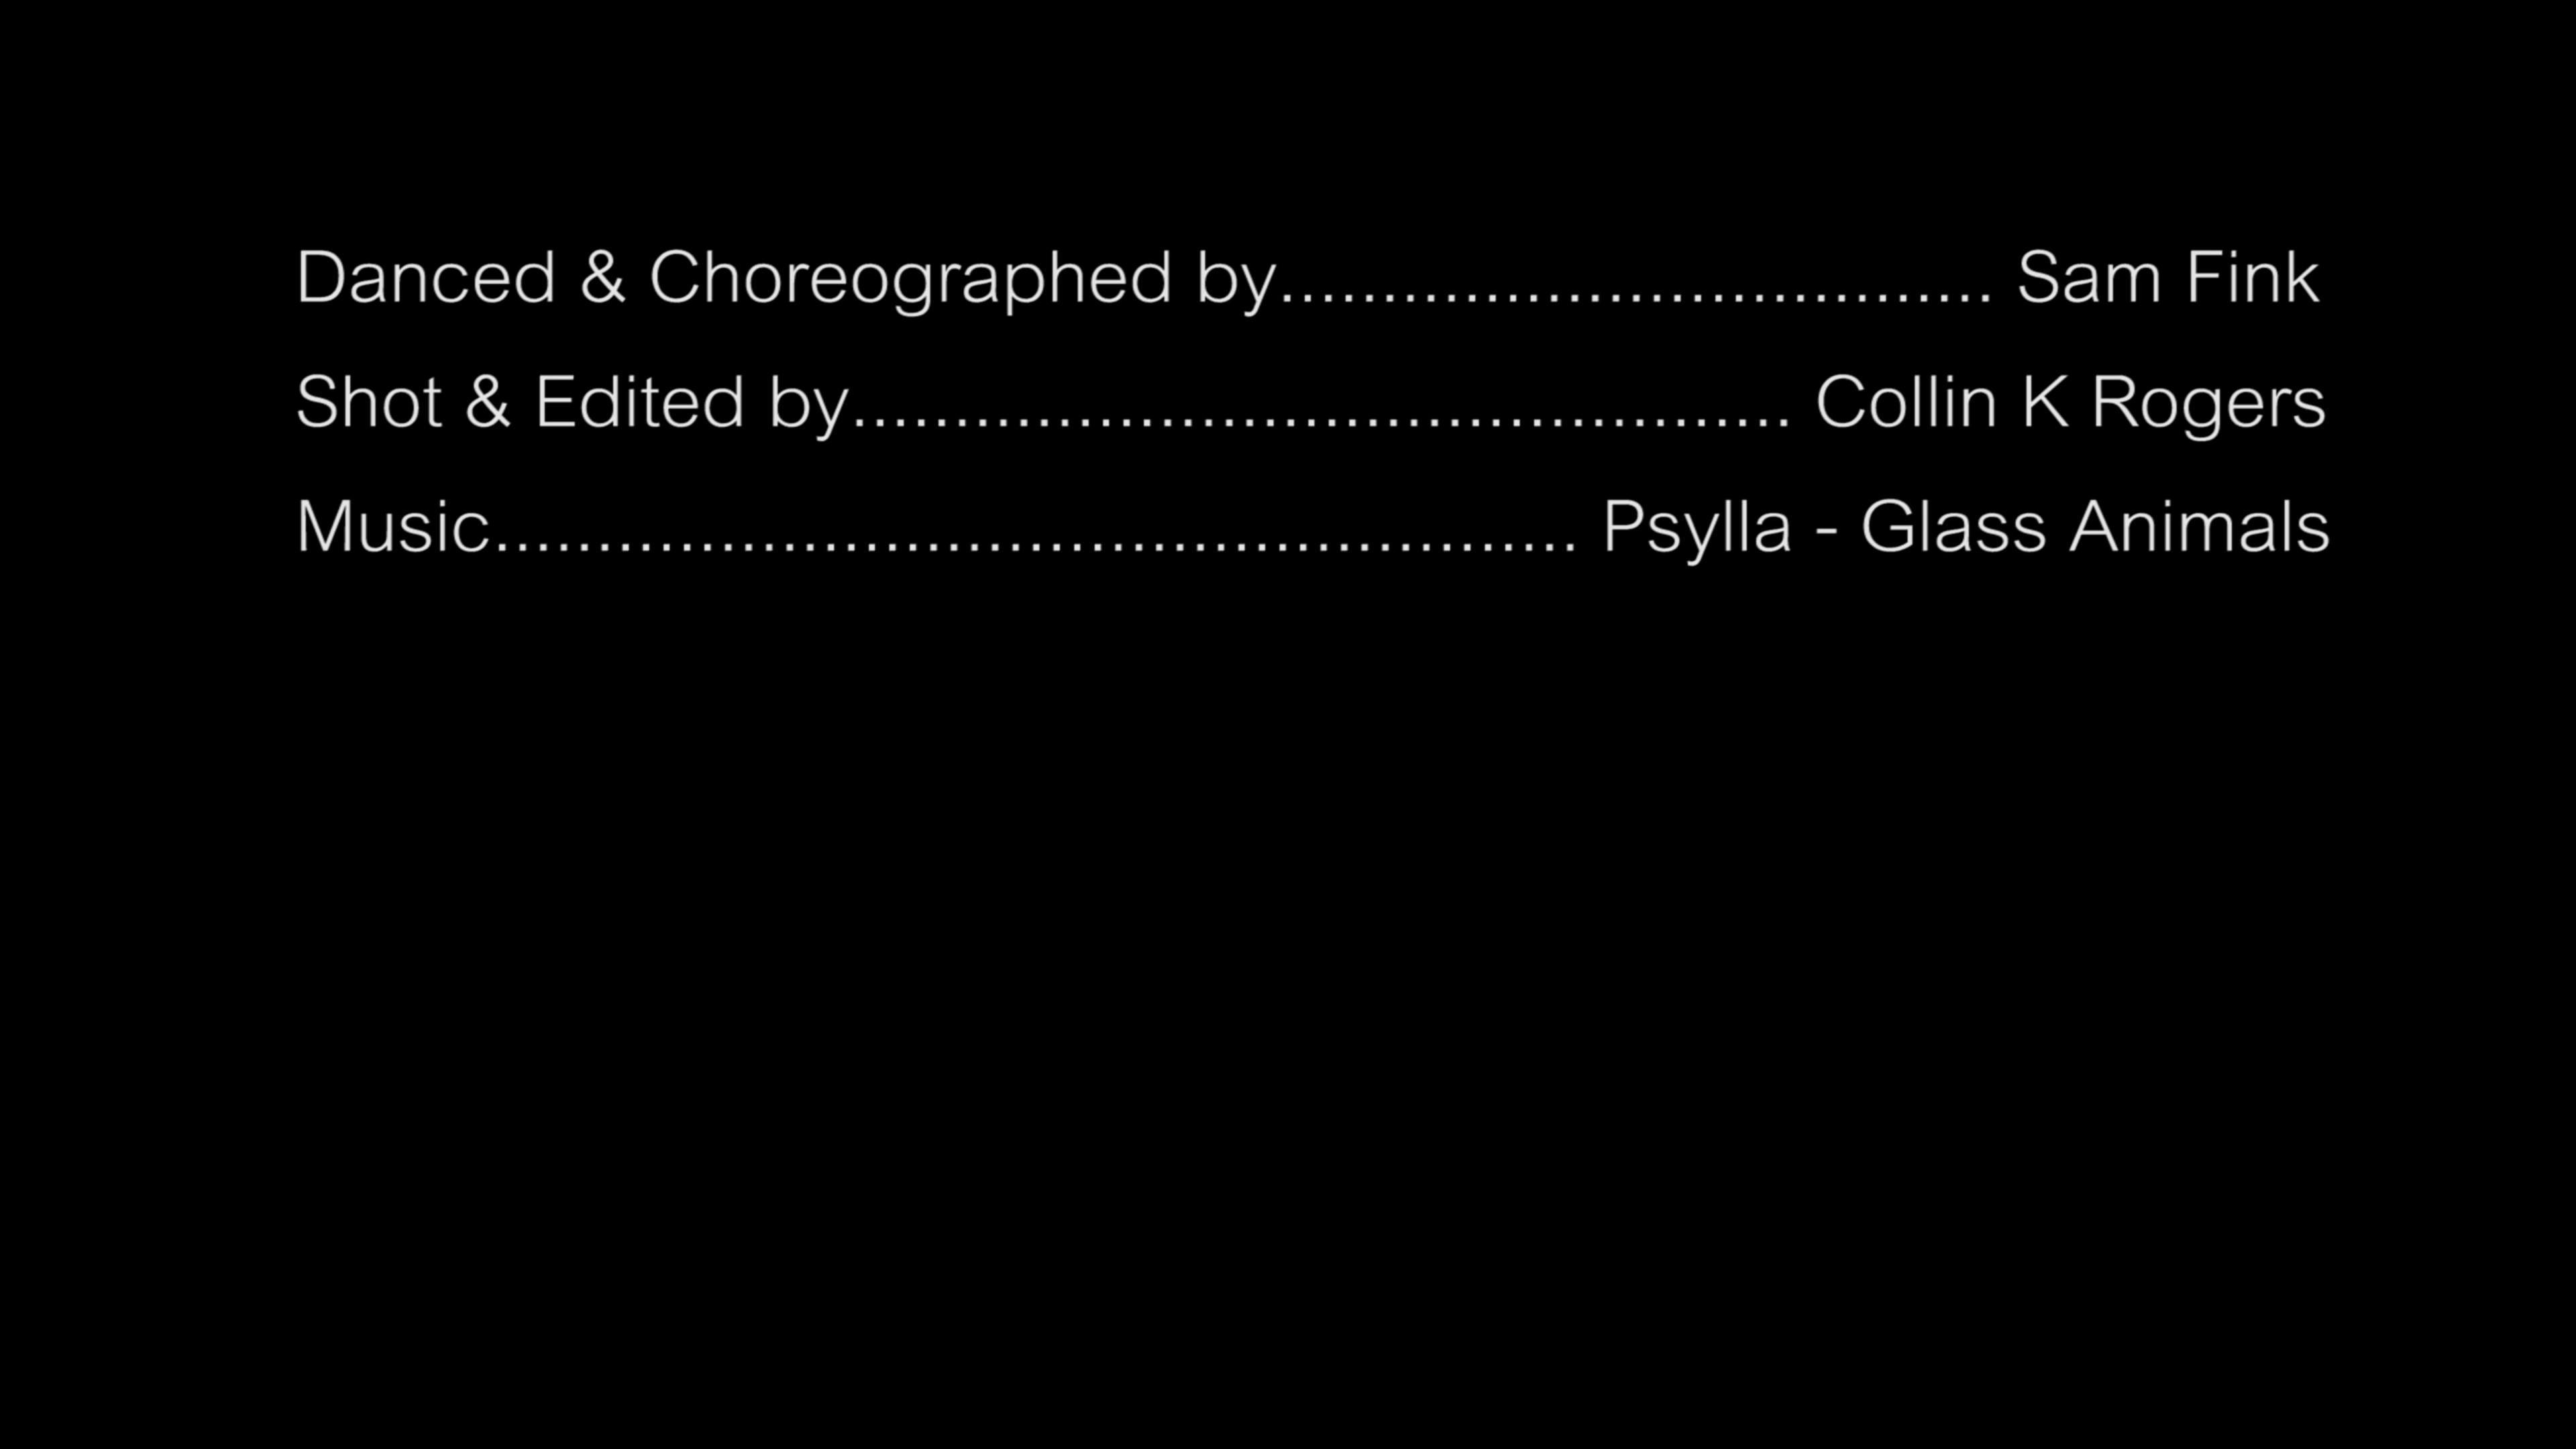 Danced & Choreographed by................................... Sam Fink
Shot & Edited by.............................................. Collin K Rogers
Music..................................................... Psylla - Glass Animals